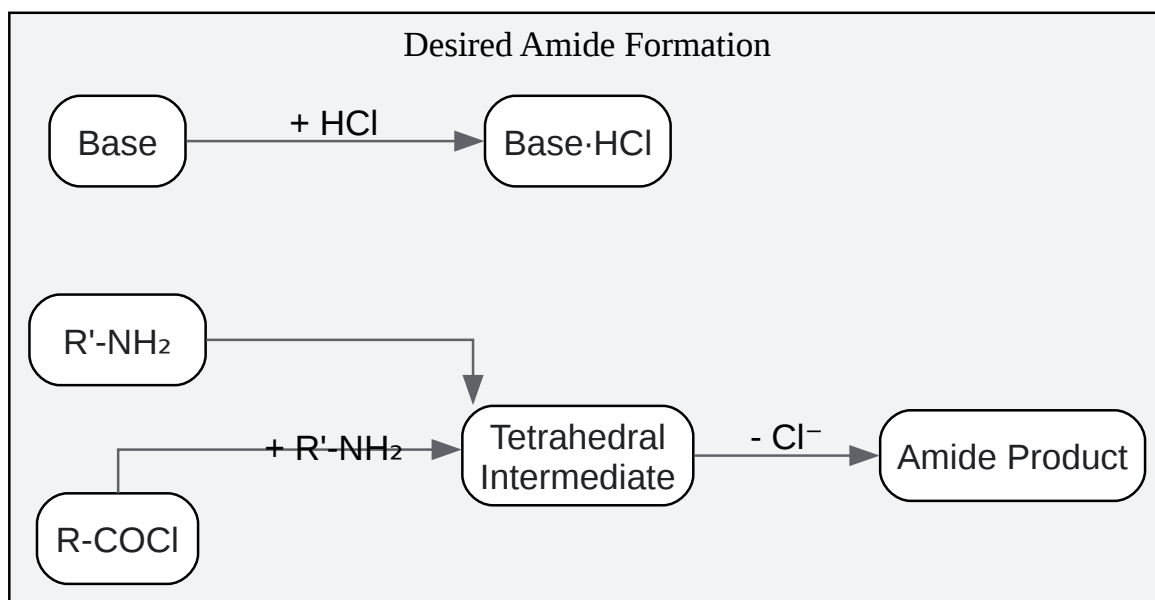 Desired Amide Formation
Base
+ HCl
Base·HCl
R'-NH₂
+ R'-NH₂
Tetrahedral
Intermediate
- Cl⁻
Amide Product
R-COCl